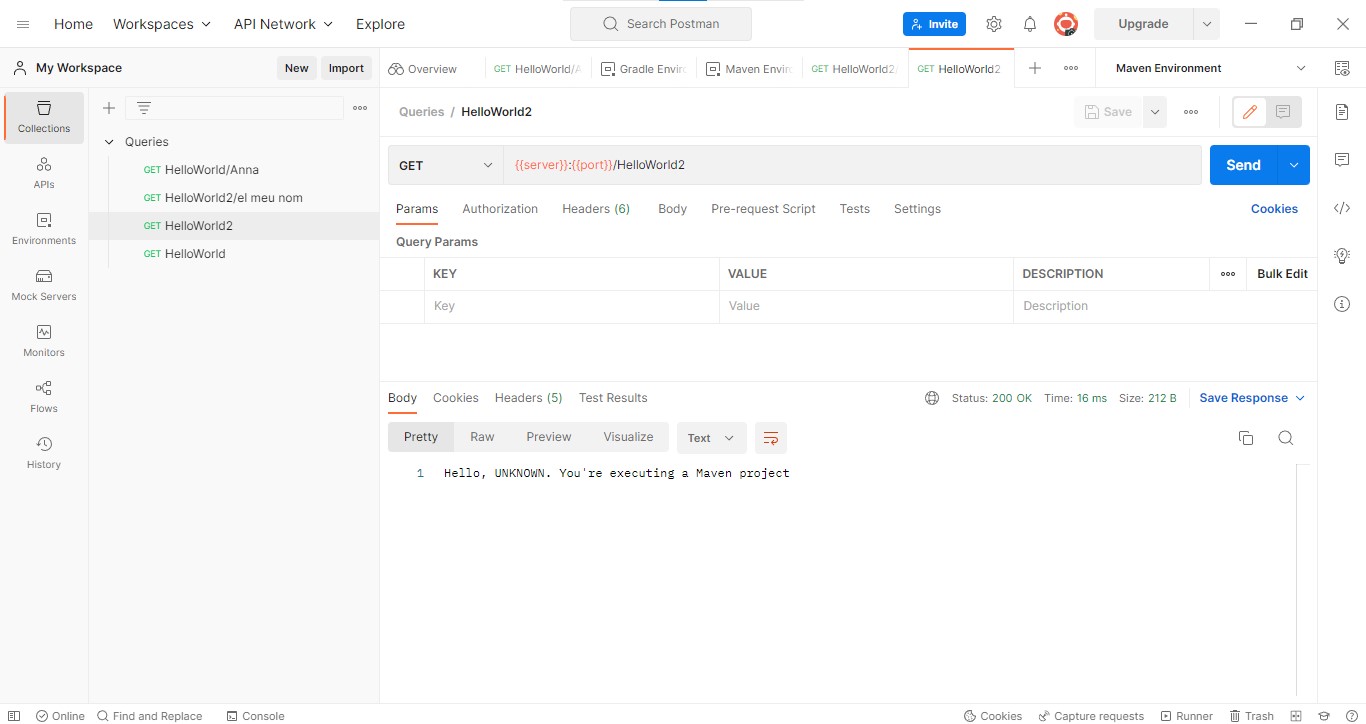 Home Workspaces API Network Explore Search Postman Invite Upgrade
My Workspace New Import Overview GET HelloWorld/A Gradle Enviro Maven Enviro GET HelloWorld2/ GET HelloWorld2 Maven Environment
Collections
APIs
Environments
Mock Servers
Monitors
Flows
History
Queries
GET HelloWorld/Anna
GET HelloWorld2/el meu nom
GET HelloWorld2
GET HelloWorld
Queries / HelloWorld2 Save
GET {{server}}:{{port}}/HelloWorld2 Send
Params Authorization Headers (6) Body Pre-request Script Tests Settings Cookies
Query Params
KEY VALUE DESCRIPTION Bulk Edit
Key Value Description
Body Cookies Headers (5) Test Results Status: 200 OK Time: 16 ms Size: 212 B Save Response
Pretty Raw Preview Visualize Text
1 Hello, UNKNOWN. You're executing a Maven project
Online Find and Replace Console Cookies Capture requests Runner Trash